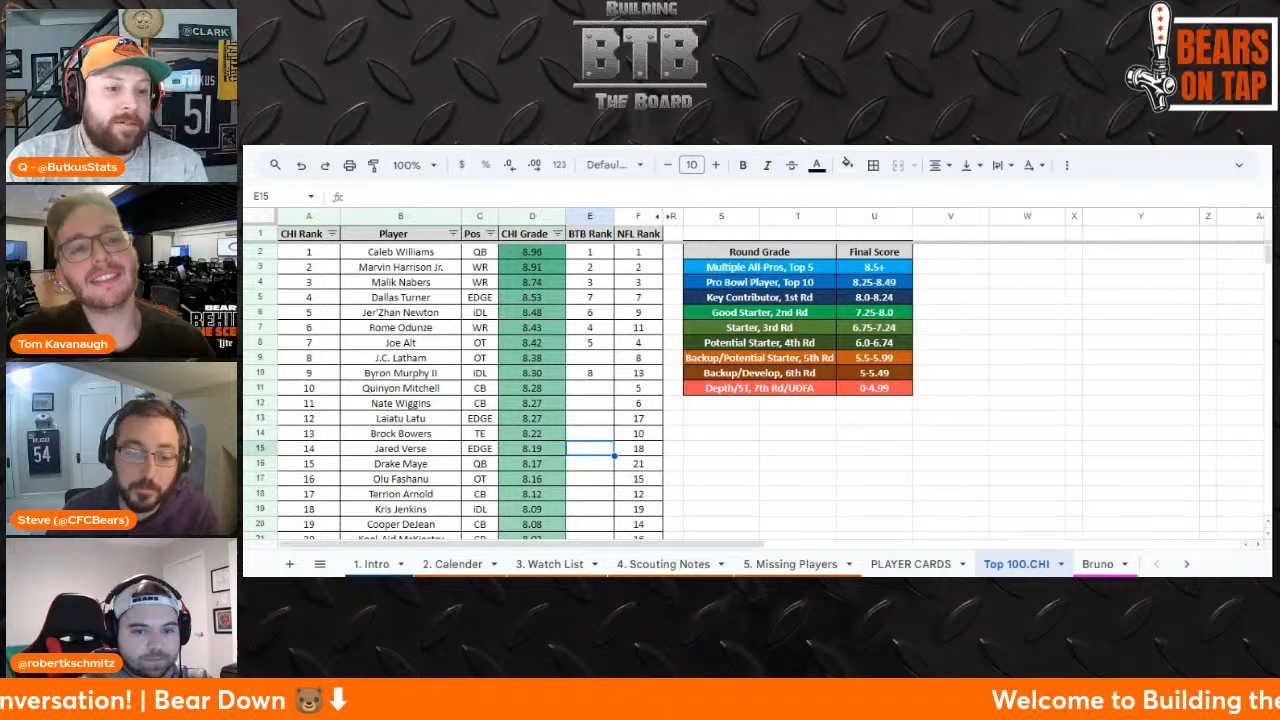 BUILDING
BTB
THE BOARD
BEARS
ON TAP
CLARK
BUTKUS
51
Q - @ButkusStats
BEHIND
THE SCENES
Tom Kavanaugh
54
Steve (@CFCBears)
@robertkschmitz
100%
$ % .0 .00 123 Defaul... 10 B I S A
E15 fx
A B C D E F R S T U V W X Y Z
1 CHI Rank Player Pos CHI Grade BTB Rank NFL Rank
2 1 Caleb Williams QB 8.96 1 1 Round Grade Final Score
3 2 Marvin Harrison Jr. WR 8.91 2 2 Multiple All-Pros, Top 5 8.5+
4 3 Malik Nabers WR 8.74 3 3 Pro Bowl Player, Top 10 8.25-8.49
5 4 Dallas Turner EDGE 8.53 7 7 Key Contributor, 1st Rd 8.0-8.24
6 5 Jer'Zhan Newton iDL 8.48 6 9 Good Starter, 2nd Rd 7.25-8.0
7 6 Rome Odunze WR 8.43 4 11 Starter, 3rd Rd 6.75-7.24
8 7 Joe Alt OT 8.42 5 4 Potential Starter, 4th Rd 6.0-6.74
9 8 J.C. Latham OT 8.38 8 Backup/Potential Starter, 5th Rd 5.5-5.99
10 9 Byron Murphy II iDL 8.30 8 13 Backup/Develop, 6th Rd 5-5.49
11 10 Quinyon Mitchell CB 8.28 5 Depth/ST, 7th Rd/UDFA 0-4.99
12 11 Nate Wiggins CB 8.27 6
13 12 Laiatu Latu EDGE 8.27 17
14 13 Brock Bowers TE 8.22 10
15 14 Jared Verse EDGE 8.19 18
16 15 Drake Maye QB 8.17 21
17 16 Olu Fashanu OT 8.16 15
18 17 Terrion Arnold CB 8.12 12
19 18 Kris Jenkins iDL 8.09 19
20 19 Cooper DeJean CB 8.08 14
1. Intro 2. Calender 3. Watch List 4. Scouting Notes 5. Missing Players PLAYER CARDS Top 100.CHI Bruno
nversation! | Bear Down 🐻⬇ Welcome to Building the